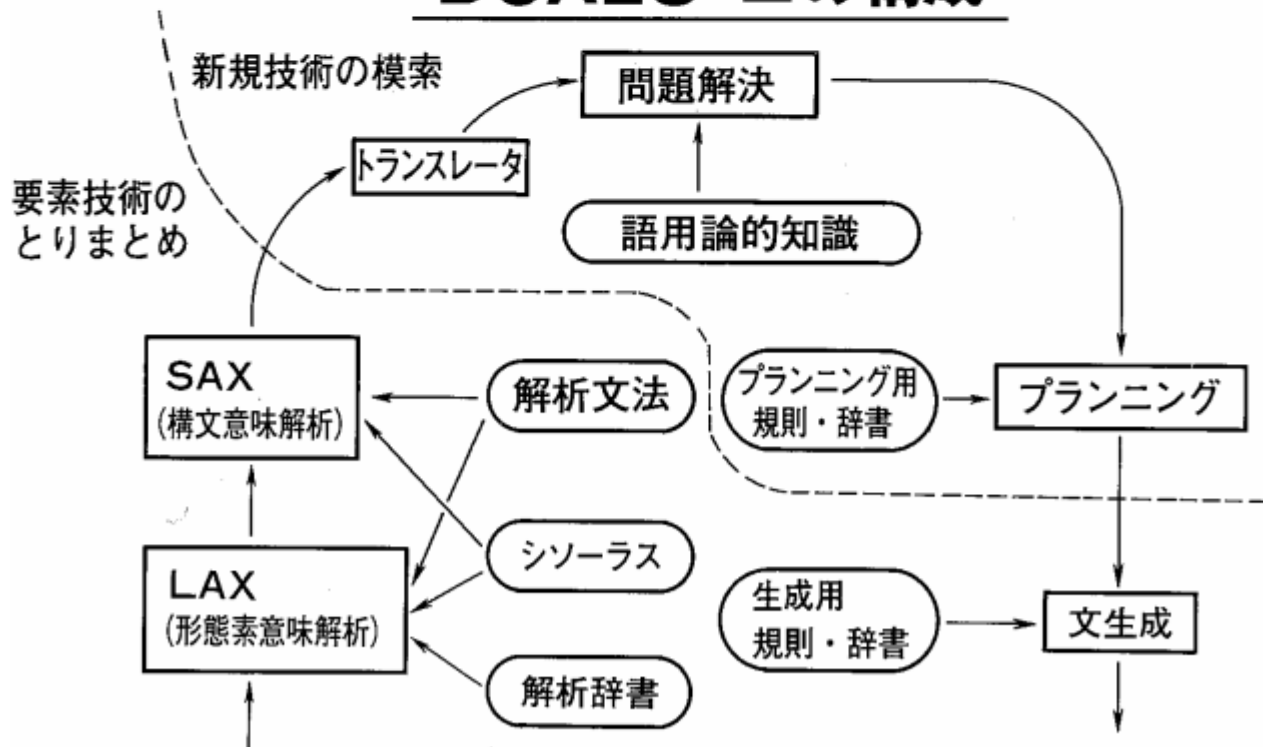 の構成
新規技術の模索
問題解決
トランスレータ
要素技術の
とりまとめ
語用論的知識
SAX
(構文意味解析)
解析文法
プランニング用
規則・辞書
プランニング
シソーラス
LAX
(形態素意味解析)
生成用
規則・辞書
文生成
解析辞書